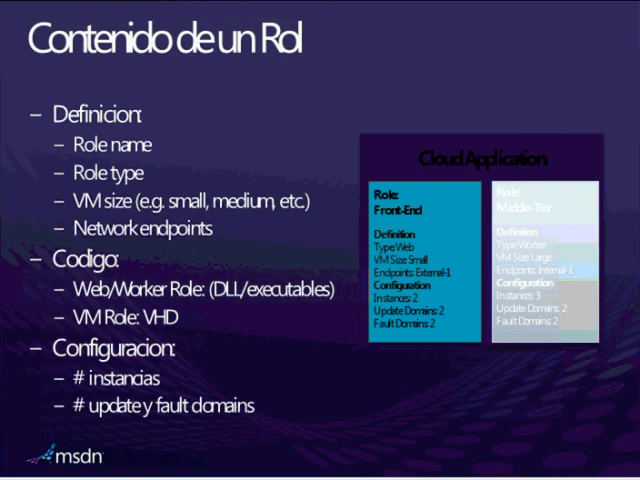 Contenido de un Rol
– Definicion:
– Role name
– Role type
– VM size (e.g. small, medium, etc.)
– Network endpoints
– Codigo:
– Web/Worker Role: (DLL/executables)
– VM Role: VHD
– Configuracion:
– # instancias
– # update y fault domains
Cloud Application
Role:
Front-End
Definition
Type: Web
VM Size: Small
Endpoints: External-1
Configuration
Instances: 2
Update Domains: 2
Fault Domains: 2
Role:
Middle-Tier
Definition
Type: Worker
VM Size: Large
Endpoints: Internal-1
Configuration
Instances: 3
Update Domains: 2
Fault Domains: 2
msdn